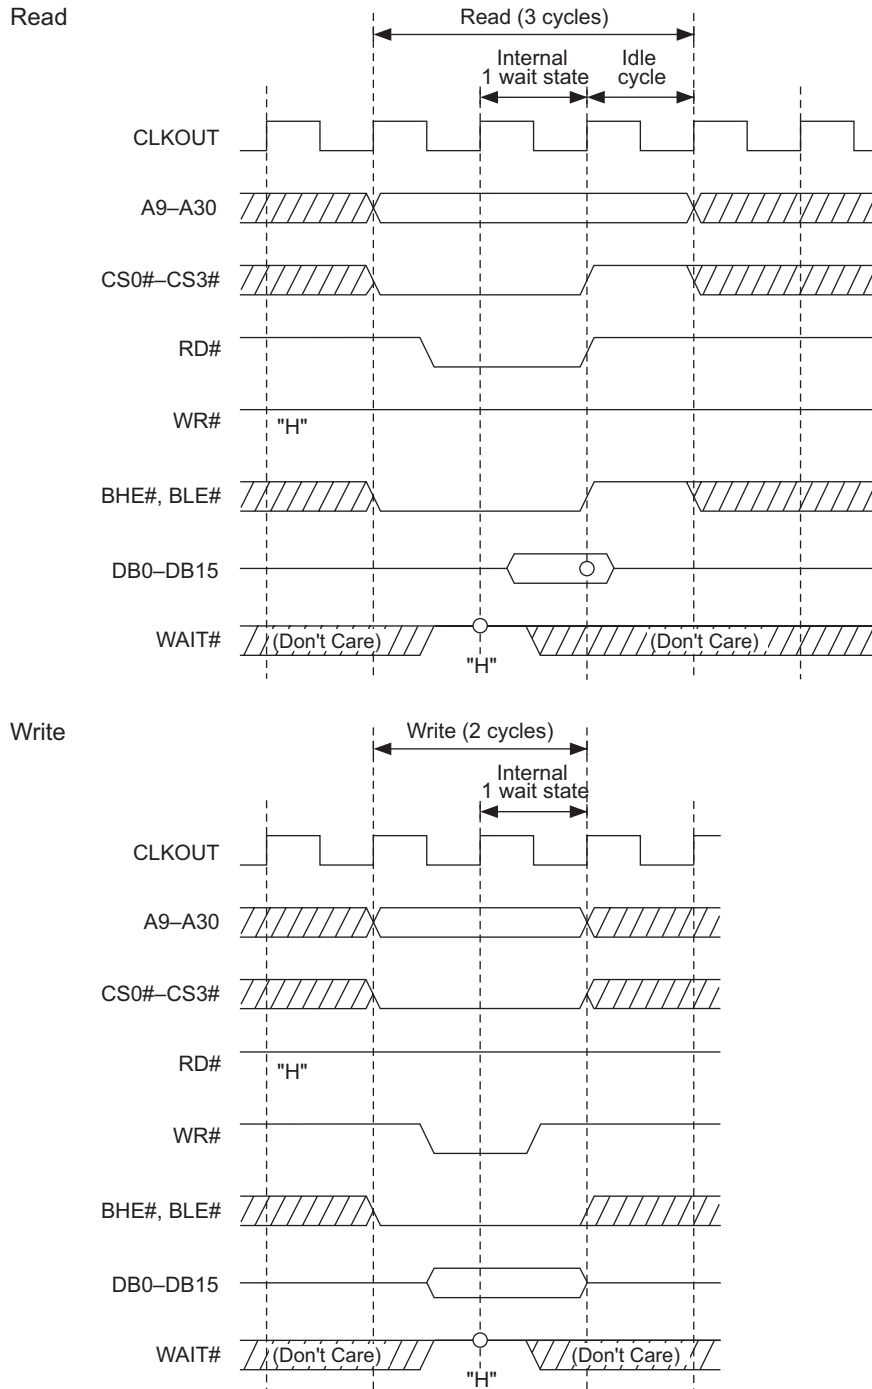 Read
Read (3 cycles)
Internal
1 wait state
Idle
cycle
CLKOUT
A9–A30
CS0#–CS3#
RD#
WR#
"H"
BHE#, BLE#
DB0–DB15
WAIT#
(Don't Care)
(Don't Care)
"H"
Write
Write (2 cycles)
Internal
1 wait state
CLKOUT
A9–A30
CS0#–CS3#
RD#
"H"
WR#
BHE#, BLE#
DB0–DB15
WAIT#
(Don't Care)
(Don't Care)
"H"